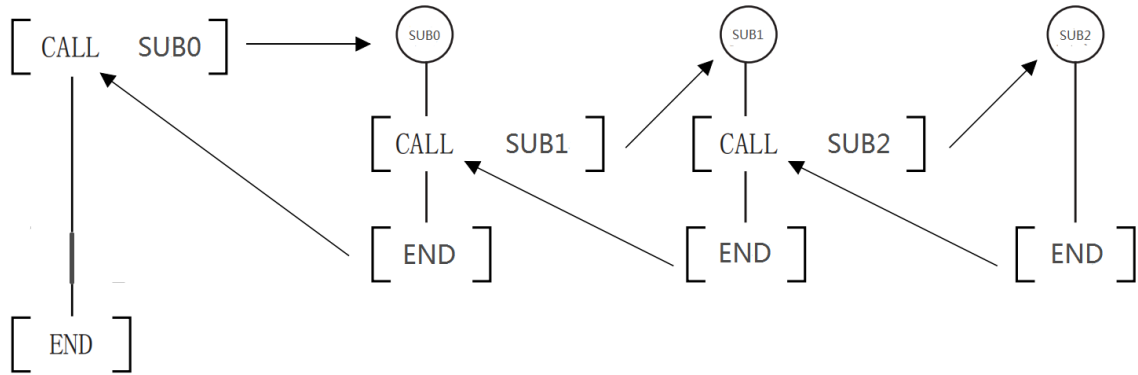 CALL SUB0
SUB0
SUB1
SUB2
CALL SUB1
CALL SUB2
END
END
END
END